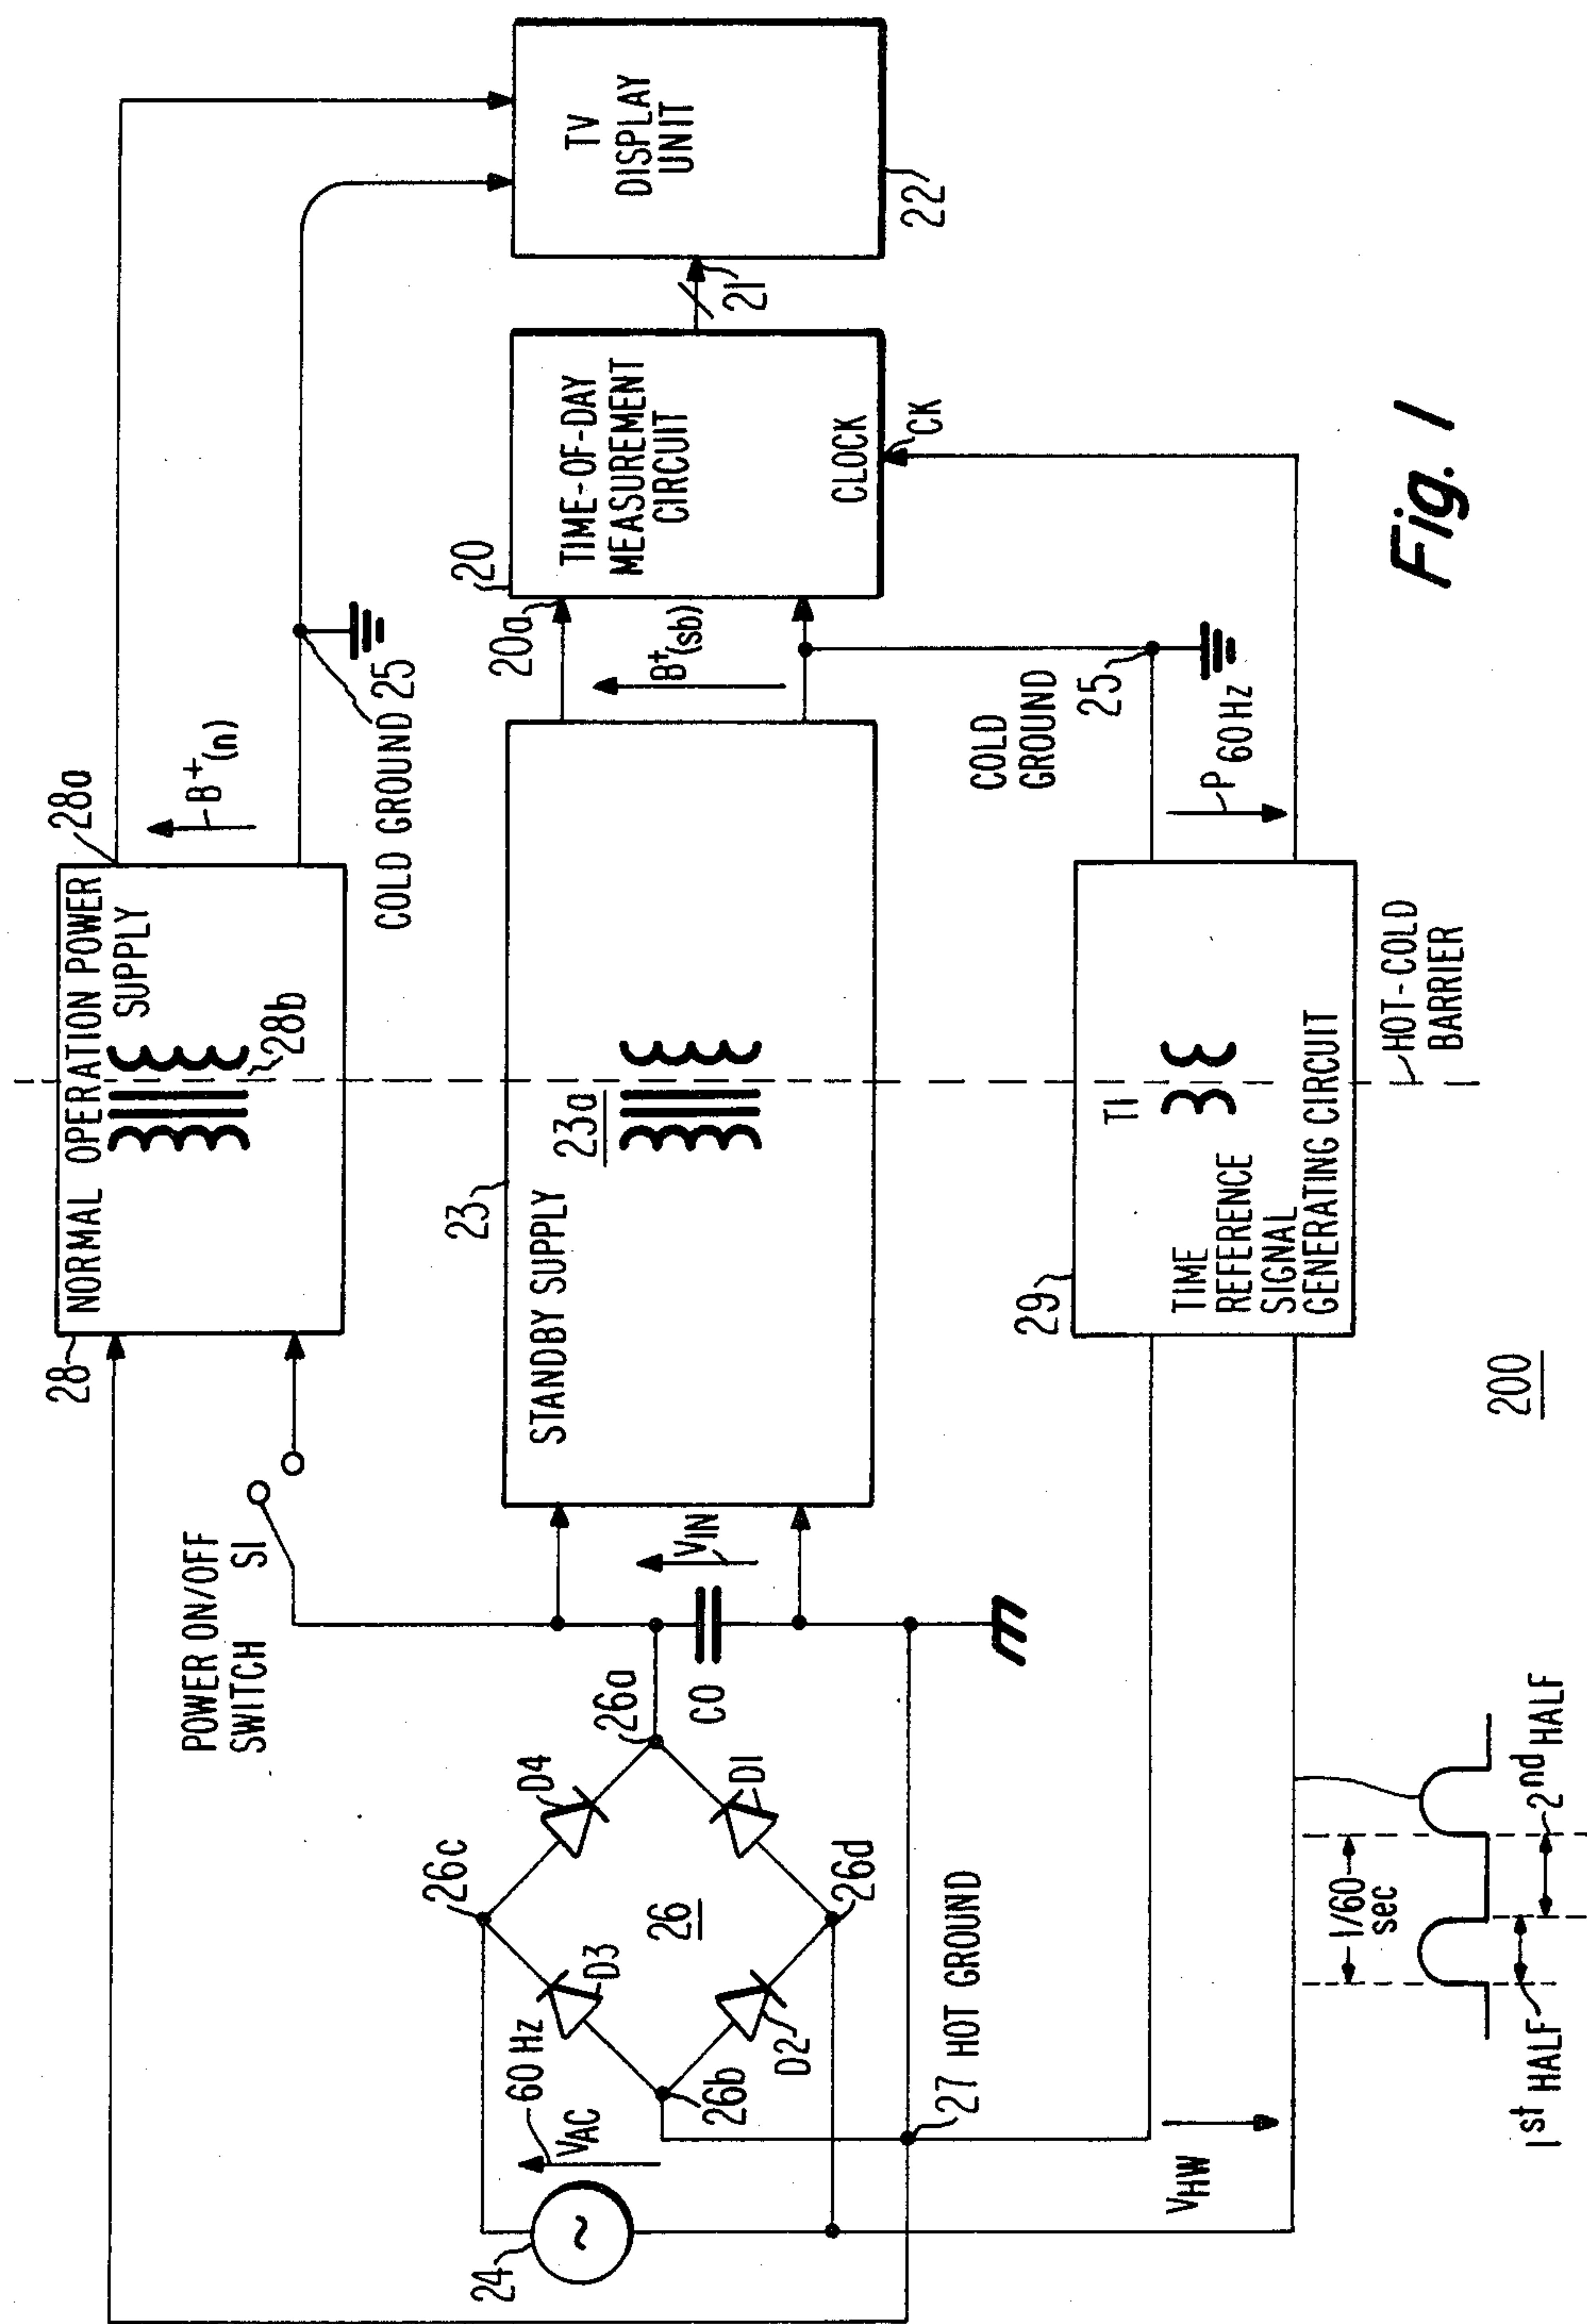 28
NORMAL OPERATION POWER
SUPPLY
28b
28a
B+(n)
COLD GROUND 25
POWER ON/OFF
SWITCH S1
TV
DISPLAY
UNIT
22
21
20
20a
TIME-OF-DAY
MEASUREMENT
CIRCUIT
CLOCK
CK
B+(sb)
23
STANDBY SUPPLY
23a
VIN
CO
26a
26c
26
26b
26d
D4
D1
D3
D2
60 Hz
VAC
24
27 HOT GROUND
COLD
GROUND
25
P 60 Hz
29
TIME
REFERENCE
SIGNAL
GENERATING CIRCUIT
T1
HOT-COLD
BARRIER
VHW
1/60
sec
1st HALF
2nd HALF
200
Fig. 1